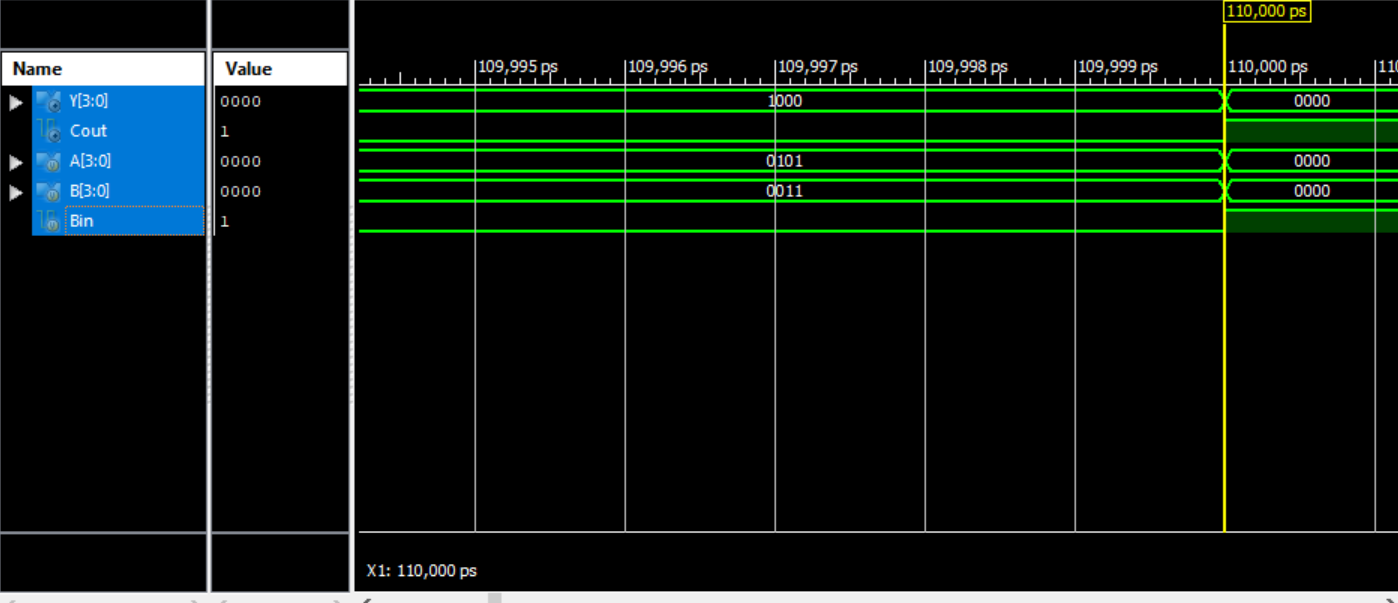 110,000 ps
Name Value
109,995 ps 109,996 ps 109,997 ps 109,998 ps 109,999 ps 110,000 ps
Y[3:0] 0000 1000 0000
Cout 1
A[3:0] 0000 0101 0000
B[3:0] 0000 0011 0000
Bin 1
X1: 110,000 ps